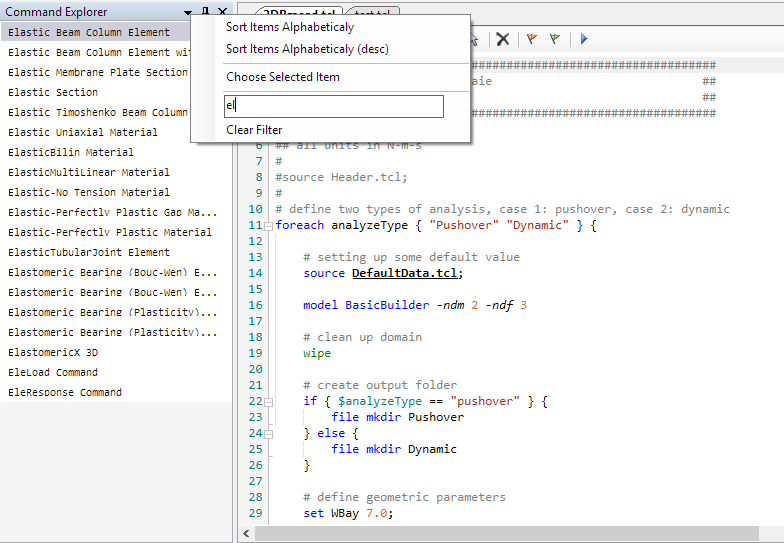 Command Explorer
Elastic Beam Column Element
Elastic Beam Column Element wi
Elastic Membrane Plate Section
Elastic Section
Elastic Timoshenko Beam Column
Elastic Uniaxial Material
ElasticBilin Material
ElasticMultiLinear Material
Elastic-No Tension Material
Elastic-Perfectly Plastic Gap Ma...
Elastic-Perfectly Plastic Material
ElasticTubularJoint Element
Elastomeric Bearing (Bouc-Wen) E...
Elastomeric Bearing (Bouc-Wen) E...
Elastomeric Bearing (Plasticity)...
Elastomeric Bearing (Plasticity)...
ElastomericX 3D
EleLoad Command
EleResponse Command
Sort Items Alphabeticaly
Sort Items Alphabeticaly (desc)
Choose Selected Item
el
Clear Filter
test.tcl
###################################
aie ##
##
###################################
6 ## all units in N-m-s
7 #
8 #source Header.tcl;
9 #
10 # define two types of analysis, case 1: pushover, case 2: dynamic
11 foreach analyzeType { "Pushover" "Dynamic" } {
12
13 # setting up some default value
14 source DefaultData.tcl;
15
16 model BasicBuilder -ndm 2 -ndf 3
17
18 # clean up domain
19 wipe
20
21 # create output folder
22 if { $analyzeType == "pushover" } {
23 file mkdir Pushover
24 } else {
25 file mkdir Dynamic
26 }
27
28 # define geometric parameters
29 set WBay 7.0;